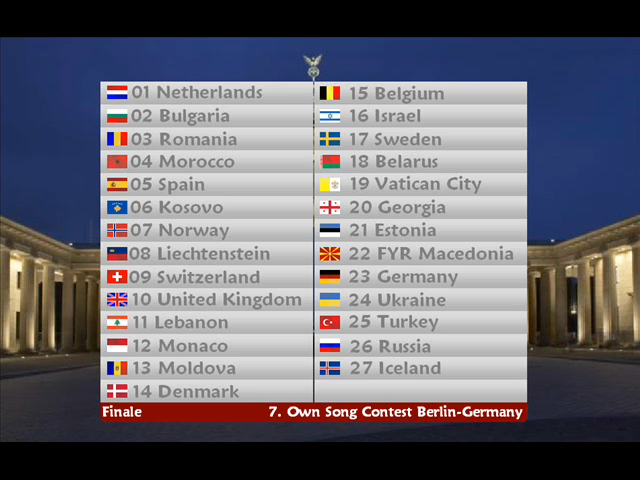 01 Netherlands
02 Bulgaria
03 Romania
04 Morocco
05 Spain
06 Kosovo
07 Norway
08 Liechtenstein
09 Switzerland
10 United Kingdom
11 Lebanon
12 Monaco
13 Moldova
14 Denmark
15 Belgium
16 Israel
17 Sweden
18 Belarus
19 Vatican City
20 Georgia
21 Estonia
22 FYR Macedonia
23 Germany
24 Ukraine
25 Turkey
26 Russia
27 Iceland
Finale 7. Own Song Contest Berlin-Germany